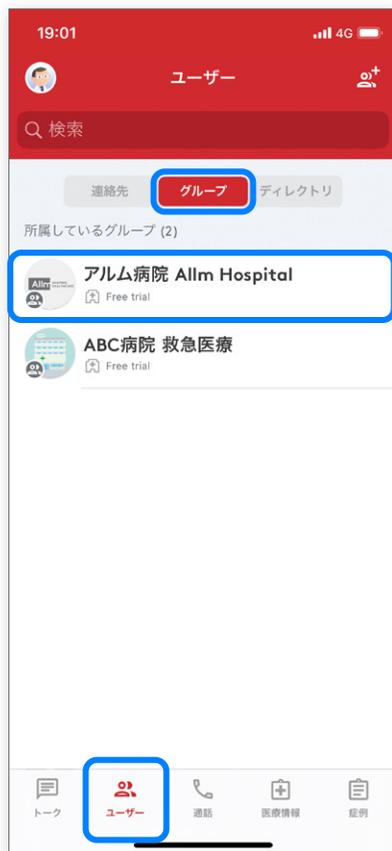 19:01
4G
ユーザー
検索
連絡先 グループ ディレクトリ
所属しているグループ (2)
Allm
アルム病院 Allm Hospital
Free trial
ABC病院 救急医療
Free trial
トーク ユーザー 通話 医療情報 症例